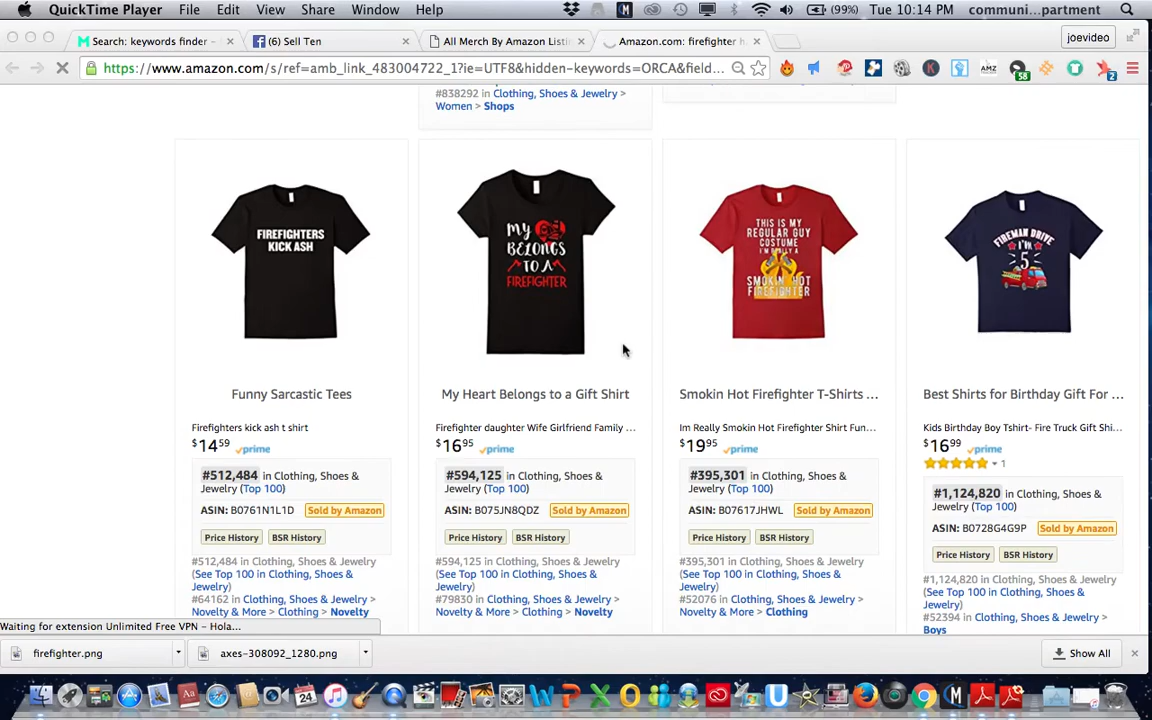 QuickTime Player File Edit View Share Window Help (99%) Tue 10:14 PM communi...partment
Search: keywords finder -
(6) Sell Ten
All Merch By Amazon Listin
Amazon.com: firefighter h
joevideo
https://www.amazon.com/s/ref=amb_link_483004722_1?ie=UTF8&hidden-keywords=ORCA&field...
AMZ
58
2
#838292 in Clothing, Shoes & Jewelry >
Women > Shops
FIREFIGHTERS
KICK ASH
MY
BELONGS
TO A
FIREFIGHTER
THIS IS MY
REGULAR GUY
COSTUME
I'M REALLY A
SMOKIN HOT
FIREFIGHTER
FIREMAN DRIVE
I'M
5
Funny Sarcastic Tees
Firefighters kick ash t shirt
$14 59 prime
#512,484 in Clothing, Shoes &
Jewelry (Top 100)
ASIN: B0761N1L1D Sold by Amazon
Price History BSR History
#512,484 in Clothing, Shoes & Jewelry
(See Top 100 in Clothing, Shoes &
Jewelry)
#64162 in Clothing, Shoes & Jewelry >
Novelty & More > Clothing > Novelty
My Heart Belongs to a Gift Shirt
Firefighter daughter Wife Girlfriend Family ...
$16 95 prime
#594,125 in Clothing, Shoes &
Jewelry (Top 100)
ASIN: B075JN8QDZ Sold by Amazon
Price History BSR History
#594,125 in Clothing, Shoes & Jewelry
(See Top 100 in Clothing, Shoes &
Jewelry)
#79830 in Clothing, Shoes & Jewelry >
Novelty & More > Clothing > Novelty
Smokin Hot Firefighter T-Shirts ...
Im Really Smokin Hot Firefighter Shirt Fun...
$19 95 prime
#395,301 in Clothing, Shoes &
Jewelry (Top 100)
ASIN: B07617JHWL Sold by Amazon
Price History BSR History
#395,301 in Clothing, Shoes & Jewelry
(See Top 100 in Clothing, Shoes &
Jewelry)
#52076 in Clothing, Shoes & Jewelry >
Novelty & More > Clothing
Best Shirts for Birthday Gift For ...
Kids Birthday Boy Tshirt- Fire Truck Gift Shi...
$16 99 prime
1
#1,124,820 in Clothing, Shoes &
Jewelry (Top 100)
ASIN: B0728G4G9P Sold by Amazon
Price History BSR History
#1,124,820 in Clothing, Shoes & Jewelry
(See Top 100 in Clothing, Shoes &
Jewelry)
#52394 in Clothing, Shoes & Jewelry >
Boys
Waiting for extension Unlimited Free VPN - Hola...
firefighter.png
axes-308092_1280.png
Show All
24